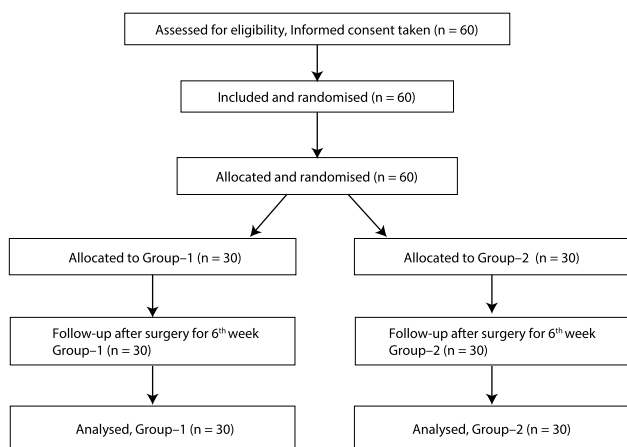 Assessed for eligibility, Informed consent taken (n = 60)
Included and randomised (n = 60)
Allocated and randomised (n = 60)
Allocated to Group–1 (n = 30)
Allocated to Group–2 (n = 30)
Follow-up after surgery for 6th week
Group–1 (n = 30)
Follow-up after surgery for 6th week
Group–2 (n = 30)
Analysed, Group–1 (n = 30)
Analysed, Group–2 (n = 30)